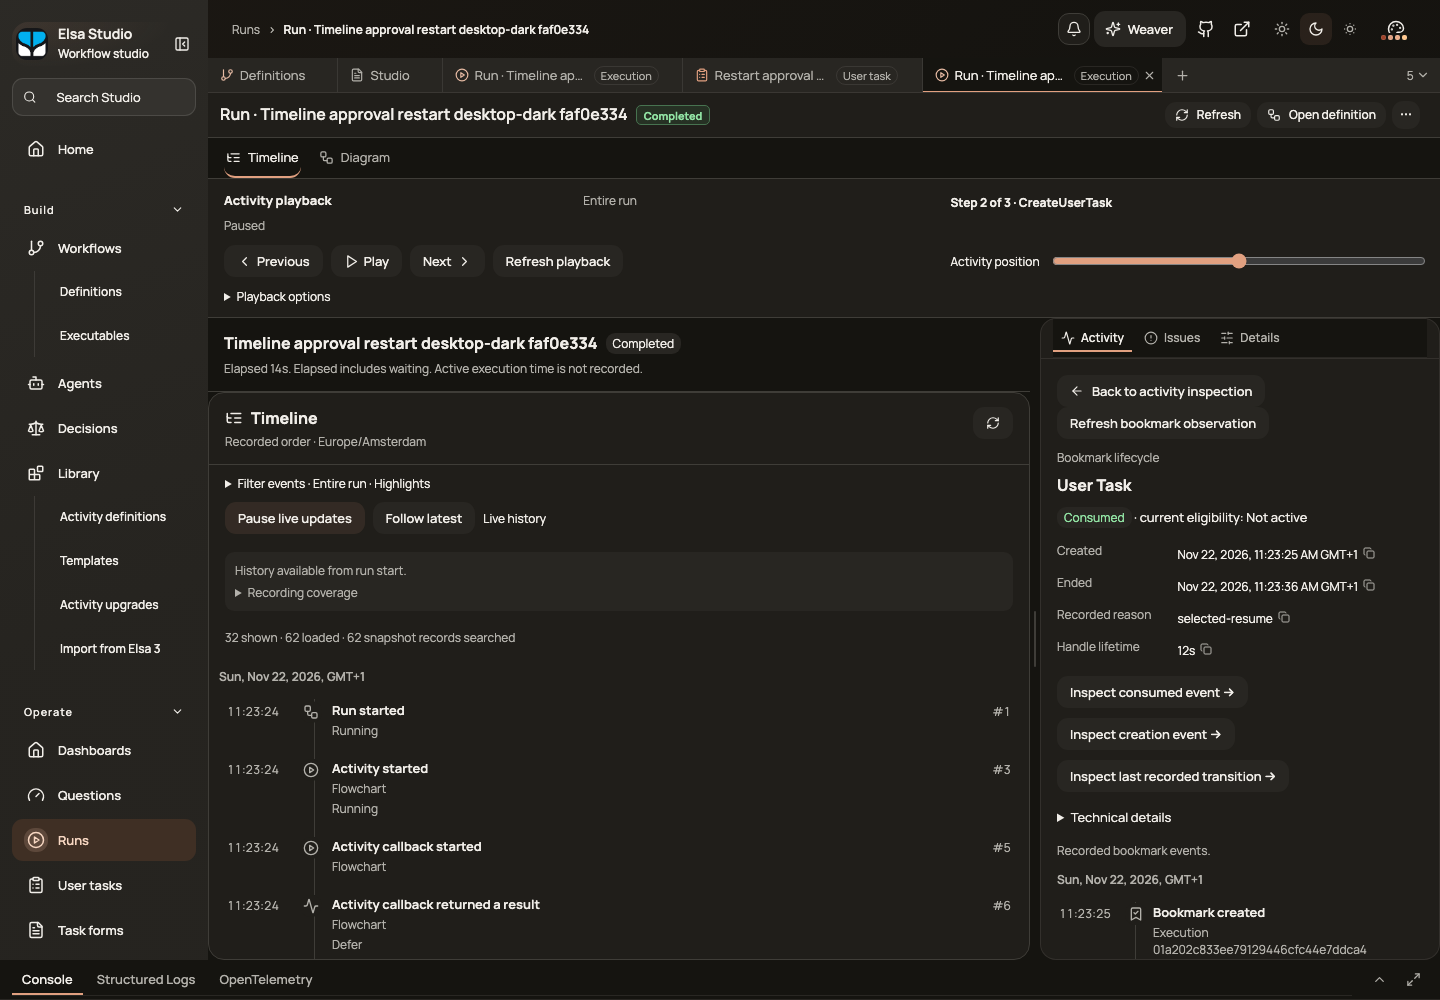 Elsa Studio
Workflow studio
Search Studio
Home
Build
Workflows
Definitions
Executables
Agents
Decisions
Library
Activity definitions
Templates
Activity upgrades
Import from Elsa 3
Operate
Dashboards
Questions
Runs
User tasks
Task forms
Runs › Run · Timeline approval restart desktop-dark faf0e334
Weaver
Definitions
Studio
Run · Timeline ap... Execution
Restart approval ... User task
Run · Timeline ap... Execution
5
Run · Timeline approval restart desktop-dark faf0e334 Completed
Refresh
Open definition
Timeline
Diagram
Activity playback
Entire run
Step 2 of 3 · CreateUserTask
Paused
Previous
Play
Next
Refresh playback
Activity position
Playback options
Timeline approval restart desktop-dark faf0e334 Completed
Elapsed 14s. Elapsed includes waiting. Active execution time is not recorded.
Timeline
Recorded order · Europe/Amsterdam
Filter events · Entire run · Highlights
Pause live updates
Follow latest
Live history
History available from run start.
Recording coverage
32 shown · 62 loaded · 62 snapshot records searched
Sun, Nov 22, 2026, GMT+1
11:23:24 Run started #1
Running
11:23:24 Activity started #3
Flowchart
Running
11:23:24 Activity callback started #5
Flowchart
11:23:24 Activity callback returned a result #6
Flowchart
Defer
Activity
Issues
Details
Back to activity inspection
Refresh bookmark observation
Bookmark lifecycle
User Task
Consumed · current eligibility: Not active
Created Nov 22, 2026, 11:23:25 AM GMT+1
Ended Nov 22, 2026, 11:23:36 AM GMT+1
Recorded reason selected-resume
Handle lifetime 12s
Inspect consumed event →
Inspect creation event →
Inspect last recorded transition →
Technical details
Recorded bookmark events.
Sun, Nov 22, 2026, GMT+1
11:23:25 Bookmark created
Execution
01a202c833ee79129446cfc44e7ddca4
Console
Structured Logs
OpenTelemetry